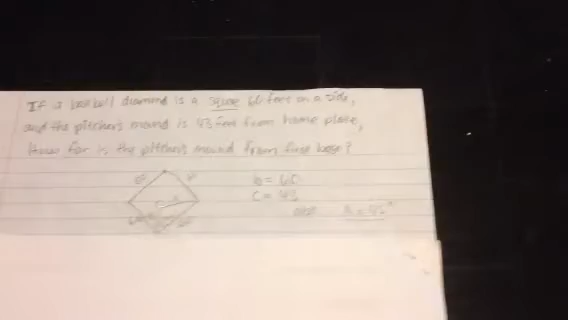 If a baseball diamond is a square 60 feet on a side,
and the pitcher's mound is 43 feet from home plate,
How far is the pitcher's mound from first base?
b = 60
c = 43